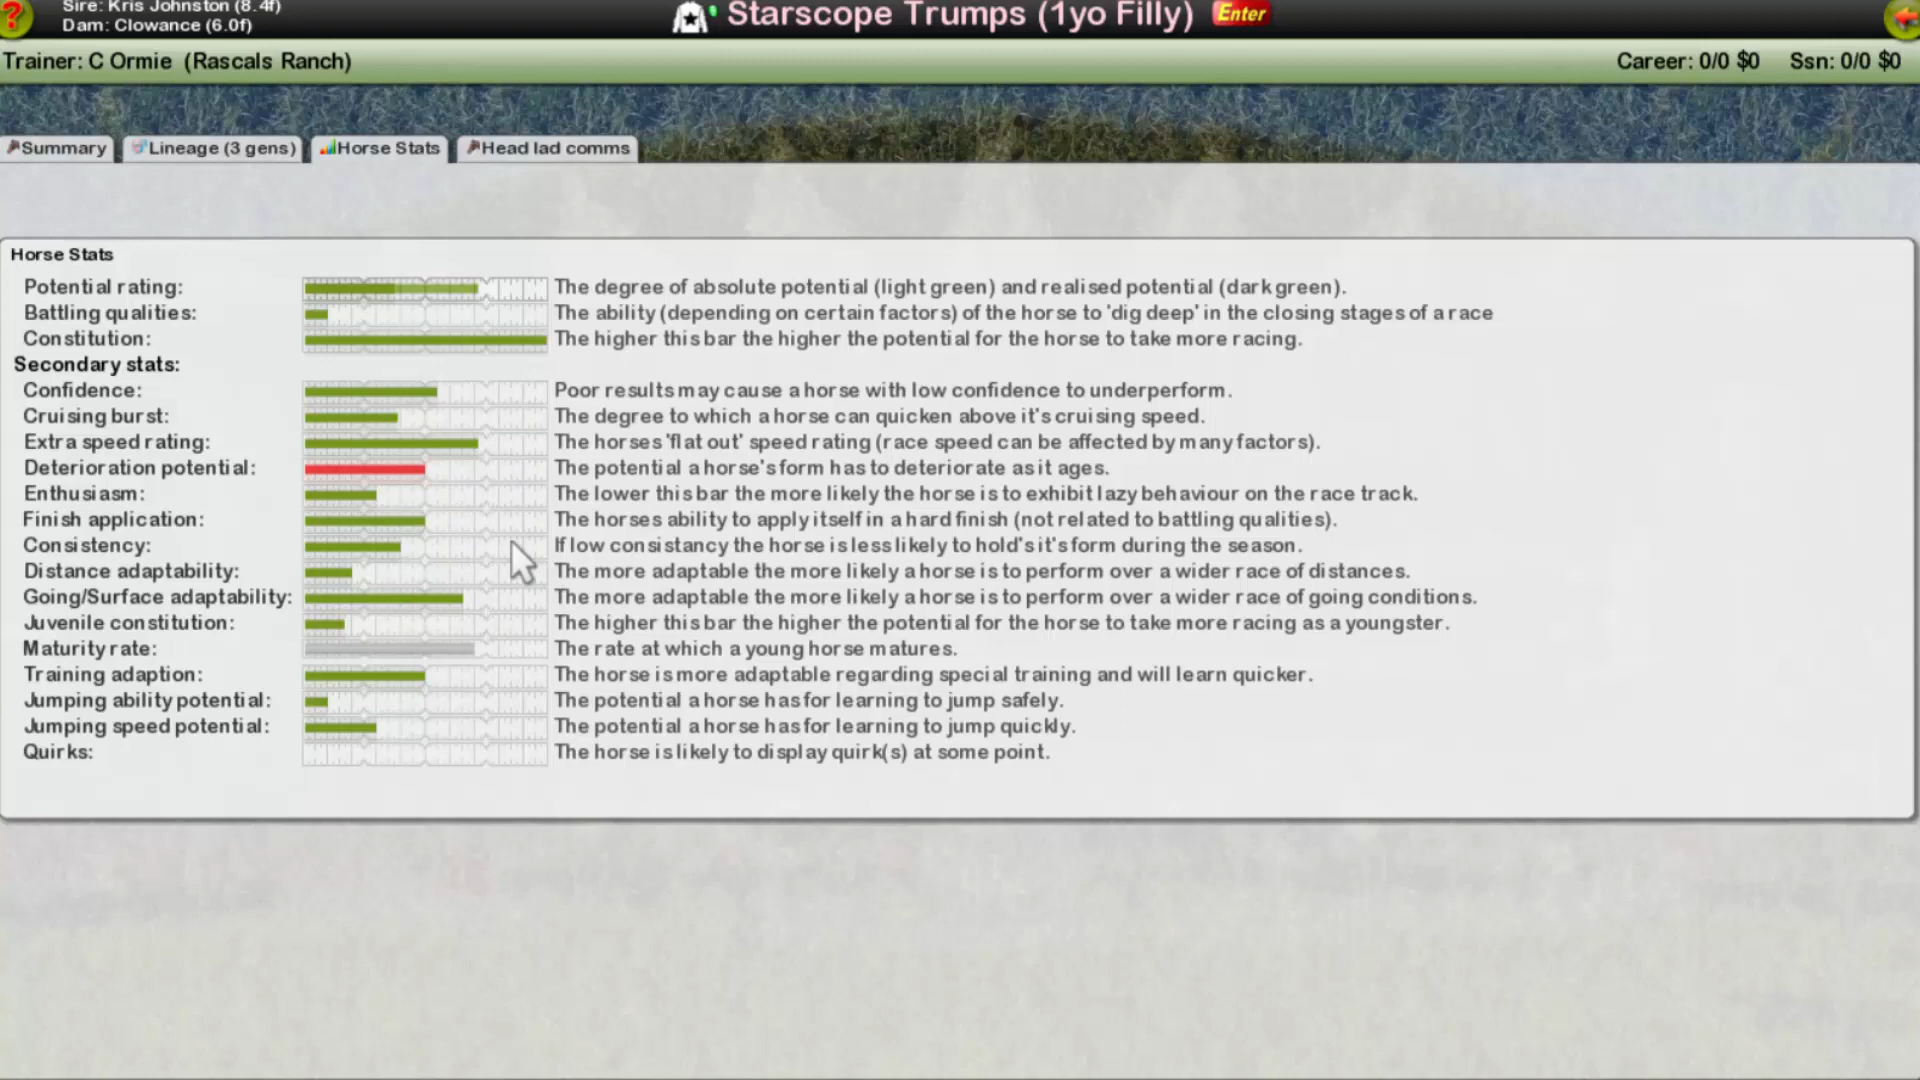 ?
Sire: Kris Johnston (8.4f)
Dam: Clowance (6.0f)
Starscope Trumps (1yo Filly) Enter
Trainer: C Ormie (Rascals Ranch)
Career: 0/0 $0 Ssn: 0/0 $0
Summary Lineage (3 gens) Horse Stats Head lad comms
Horse Stats
Potential rating: The degree of absolute potential (light green) and realised potential (dark green).
Battling qualities: The ability (depending on certain factors) of the horse to 'dig deep' in the closing stages of a race
Constitution: The higher this bar the higher the potential for the horse to take more racing.
Secondary stats:
Confidence: Poor results may cause a horse with low confidence to underperform.
Cruising burst: The degree to which a horse can quicken above it's cruising speed.
Extra speed rating: The horses 'flat out' speed rating (race speed can be affected by many factors).
Deterioration potential: The potential a horse's form has to deteriorate as it ages.
Enthusiasm: The lower this bar the more likely the horse is to exhibit lazy behaviour on the race track.
Finish application: The horses ability to apply itself in a hard finish (not related to battling qualities).
Consistency: If low consistancy the horse is less likely to hold's it's form during the season.
Distance adaptability: The more adaptable the more likely a horse is to perform over a wider race of distances.
Going/Surface adaptability: The more adaptable the more likely a horse is to perform over a wider race of going conditions.
Juvenile constitution: The higher this bar the higher the potential for the horse to take more racing as a youngster.
Maturity rate: The rate at which a young horse matures.
Training adaption: The horse is more adaptable regarding special training and will learn quicker.
Jumping ability potential: The potential a horse has for learning to jump safely.
Jumping speed potential: The potential a horse has for learning to jump quickly.
Quirks: The horse is likely to display quirk(s) at some point.